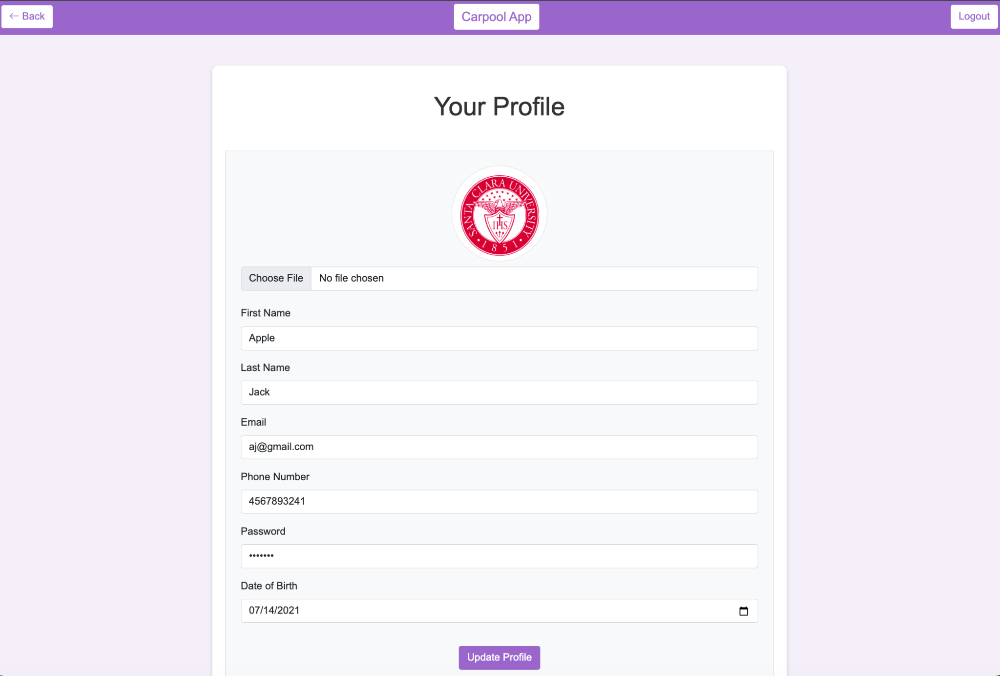 ← Back
Carpool App
Logout
Your Profile
SANTA CLARA UNIVERSITY
IHS
• 1851 •
Choose File No file chosen
First Name
Apple
Last Name
Jack
Email
aj@gmail.com
Phone Number
4567893241
Password
•••••••
Date of Birth
07/14/2021
Update Profile